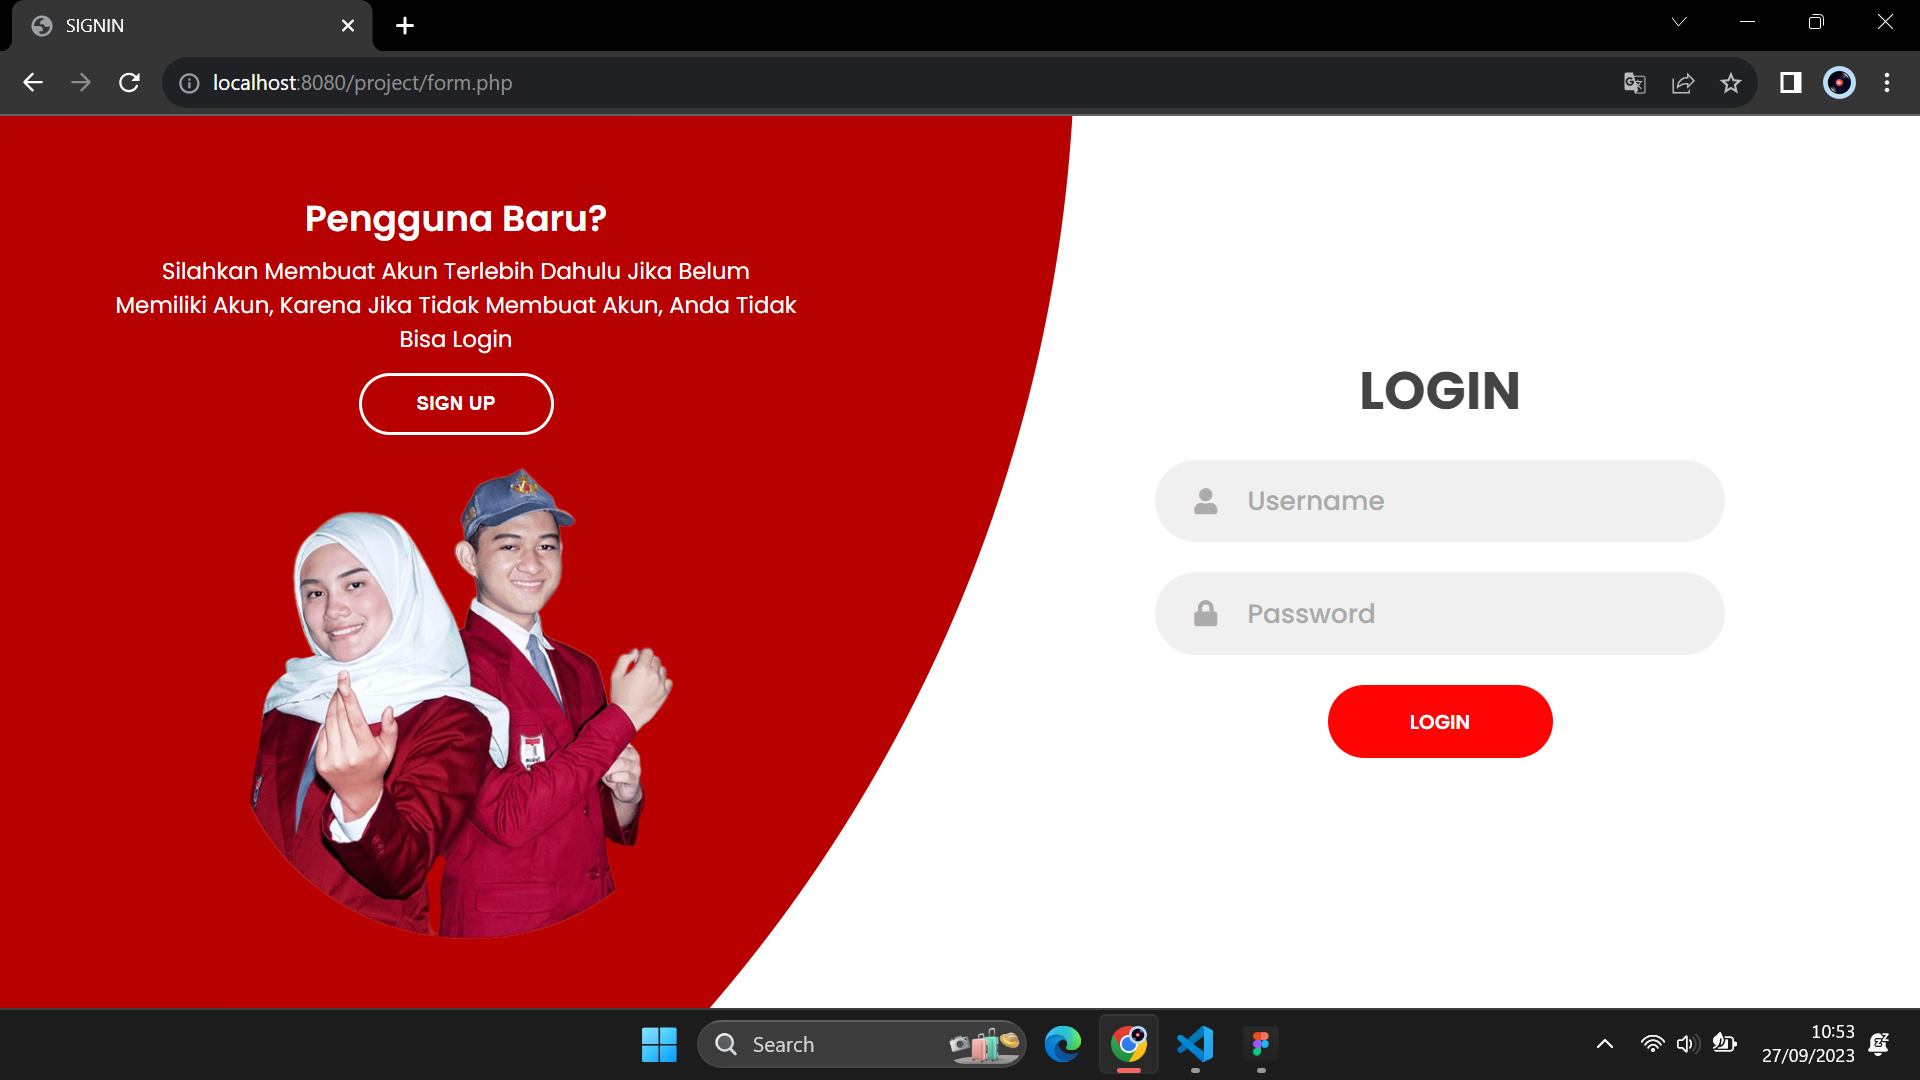 SIGNIN
localhost:8080/project/form.php
Pengguna Baru?
Silahkan Membuat Akun Terlebih Dahulu Jika Belum
Memiliki Akun, Karena Jika Tidak Membuat Akun, Anda Tidak
Bisa Login
SIGN UP
LOGIN
Username
Password
LOGIN
Search
10:53
27/09/2023